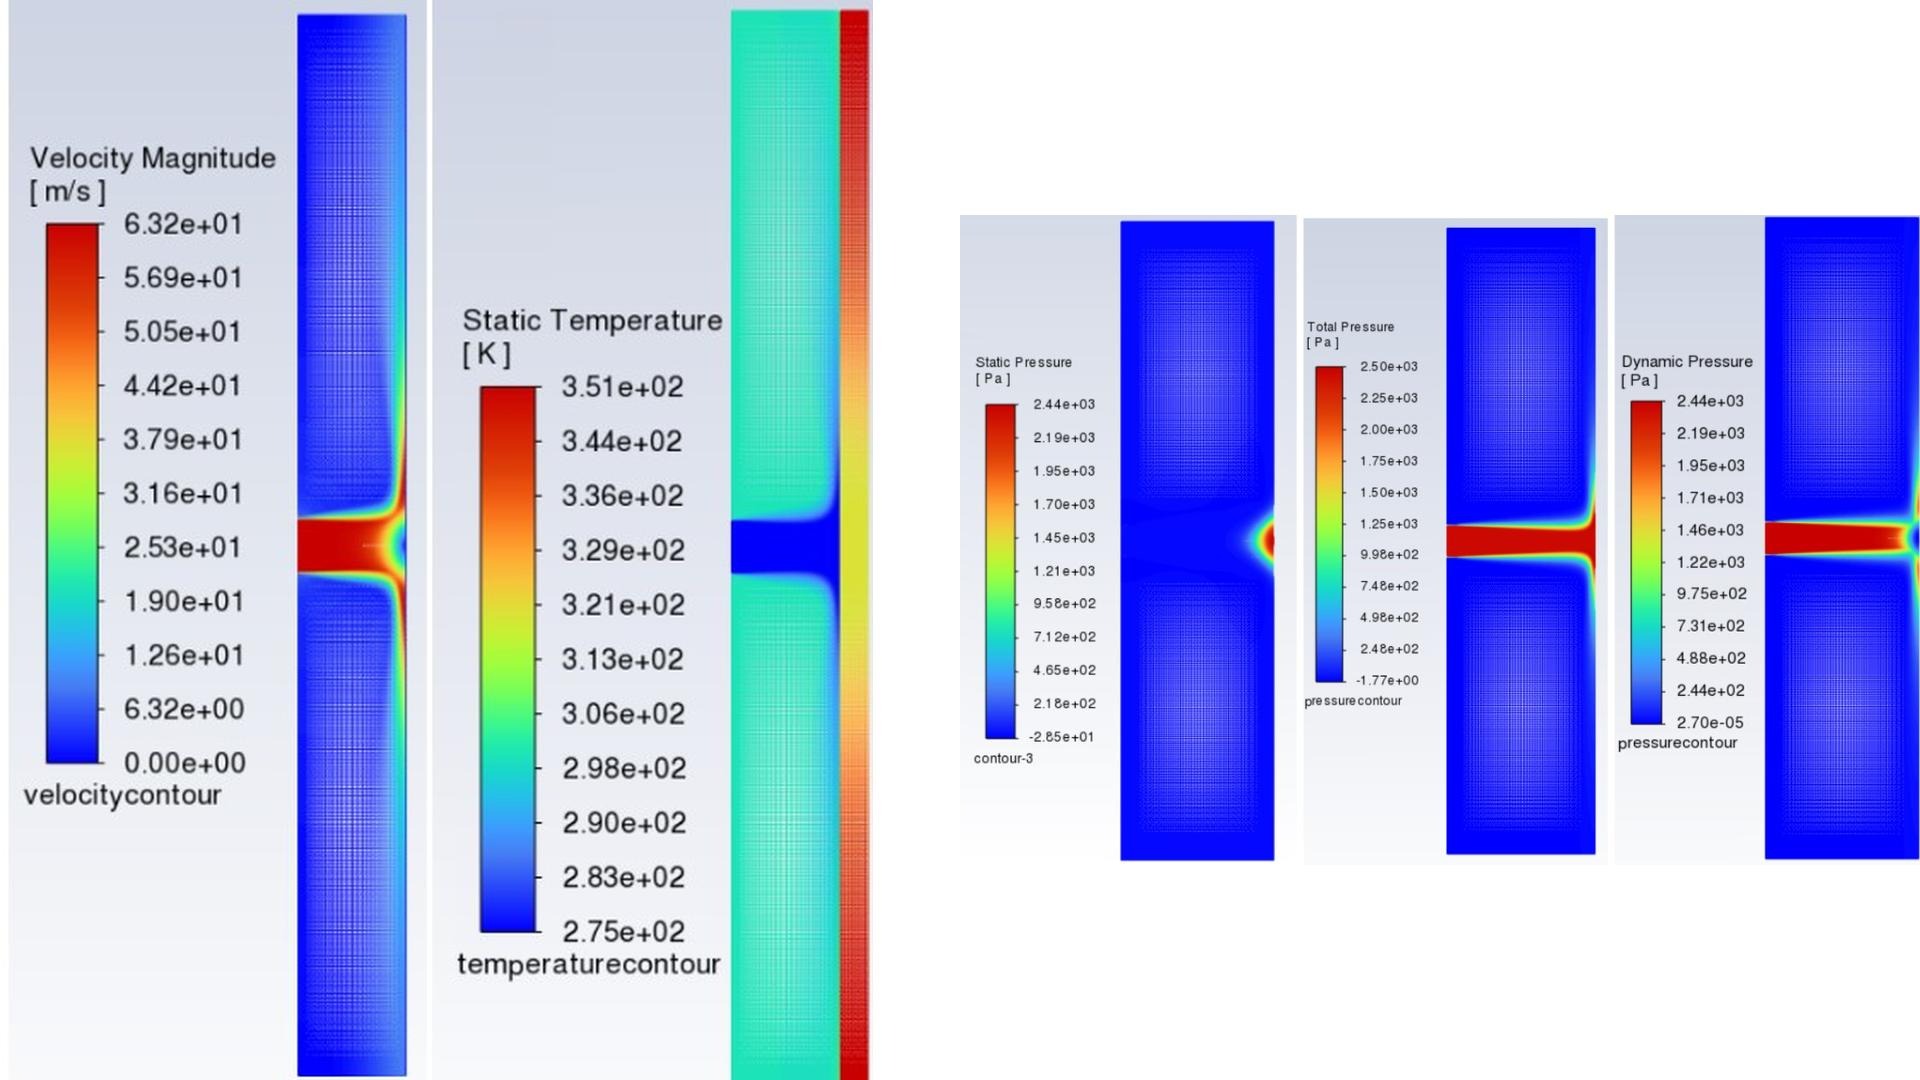 Velocity Magnitude
[ m/s ]
6.32e+01
5.69e+01
5.05e+01
4.42e+01
3.79e+01
3.16e+01
2.53e+01
1.90e+01
1.26e+01
6.32e+00
0.00e+00
velocitycontour
Static Temperature
[ K ]
3.51e+02
3.44e+02
3.36e+02
3.29e+02
3.21e+02
3.13e+02
3.06e+02
2.98e+02
2.90e+02
2.83e+02
2.75e+02
temperaturecontour
Static Pressure
[ Pa ]
2.44e+03
2.19e+03
1.95e+03
1.70e+03
1.45e+03
1.21e+03
9.58e+02
7.12e+02
4.65e+02
2.18e+02
-2.85e+01
contour-3
Total Pressure
[ Pa ]
2.50e+03
2.25e+03
2.00e+03
1.75e+03
1.50e+03
1.25e+03
9.98e+02
7.48e+02
4.98e+02
2.48e+02
-1.77e+00
pressurecontour
Dynamic Pressure
[ Pa ]
2.44e+03
2.19e+03
1.95e+03
1.71e+03
1.46e+03
1.22e+03
9.75e+02
7.31e+02
4.88e+02
2.44e+02
2.70e-05
pressurecontour